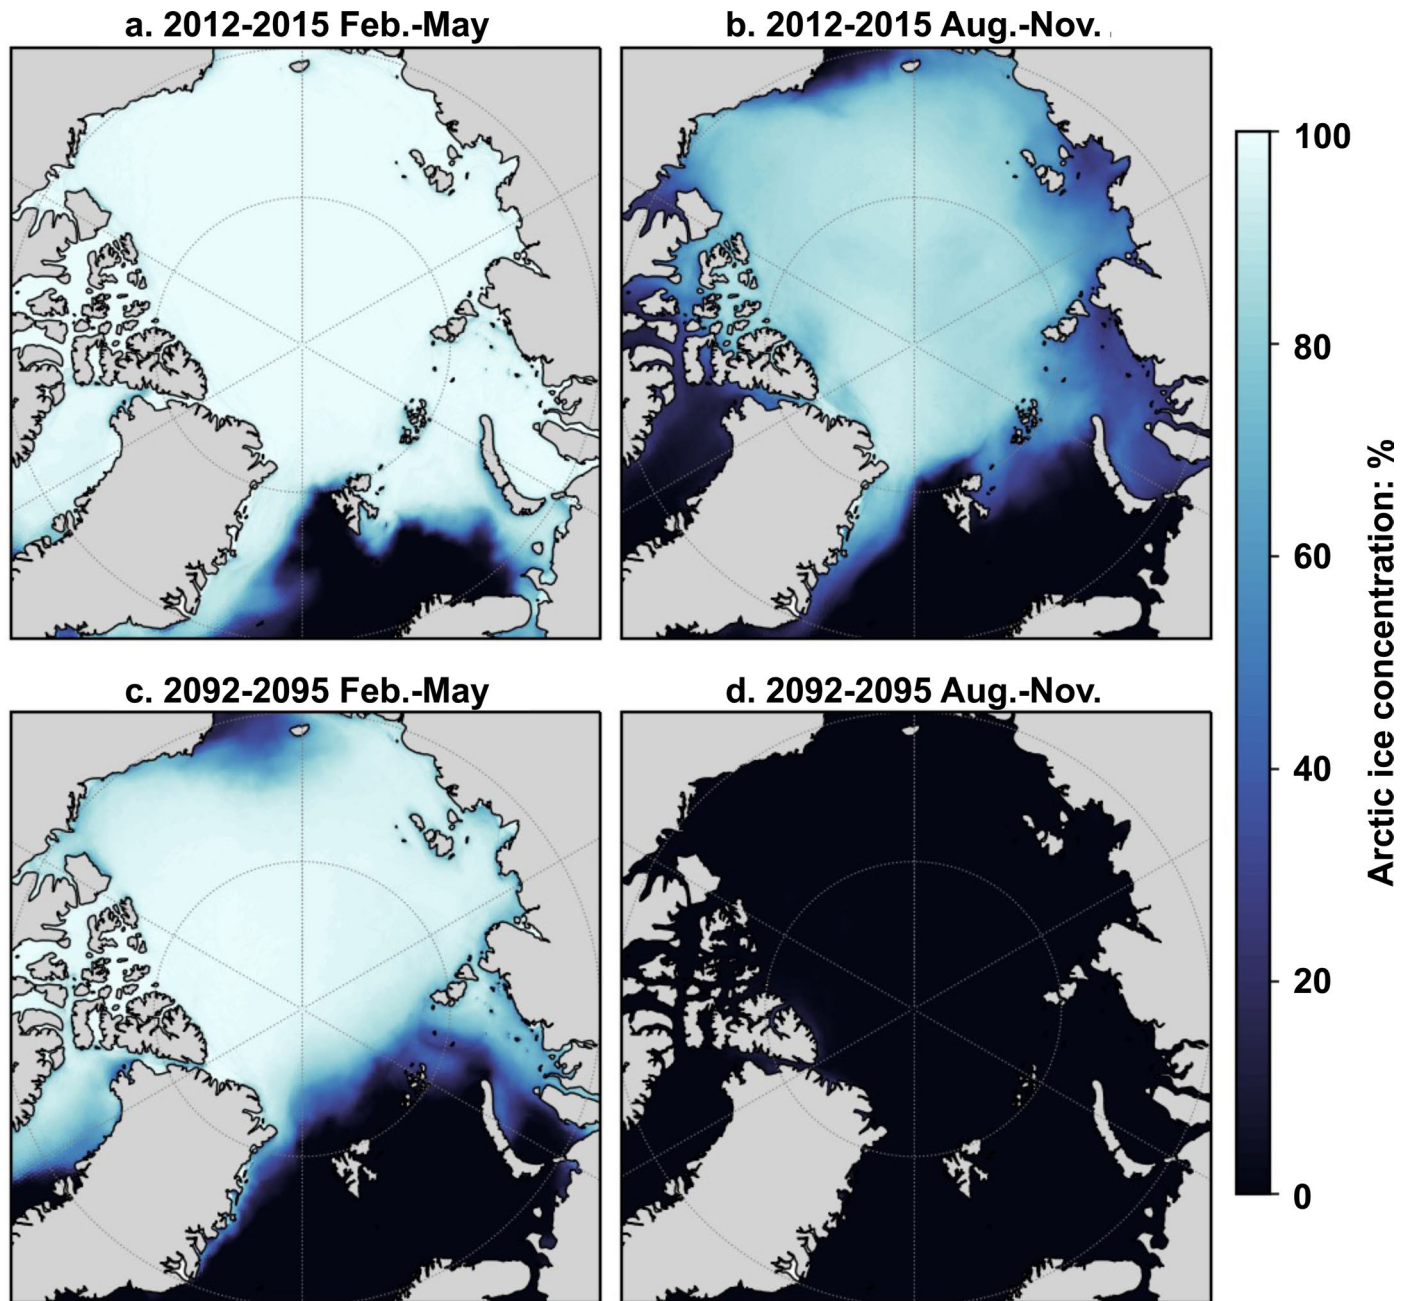 a. 2012-2015 Feb.-May
b. 2012-2015 Aug.-Nov.
100
80
60
40
20
0
Arctic ice concentration: %
c. 2092-2095 Feb.-May
d. 2092-2095 Aug.-Nov.